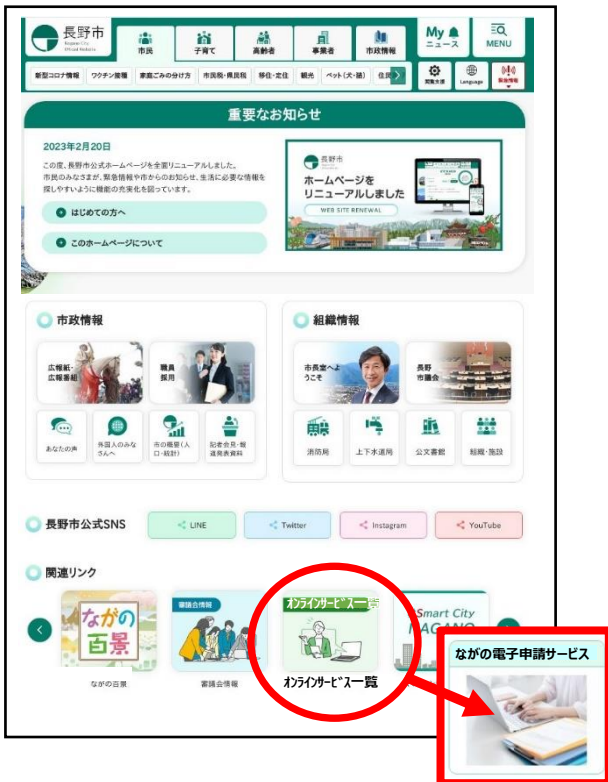 長野市
Nagano City
Official Website
市民
子育て
高齢者
事業者
市政情報
My
ニュース
MENU
新型コロナ情報
ワクチン接種
家庭ごみの分け方
市民税・県民税
移住・定住
観光
ペット(犬・猫)
閲覧支援
Language
緊急情報
重要なお知らせ
2023年2月20日
この度、長野市公式ホームページを全面リニューアルしました。
市民のみなさまが、緊急情報や市からのお知らせ、生活に必要な情報を
探しやすいように機能の充実化を図っています。
はじめての方へ
このホームページについて
長野市
ホームページを
リニューアルしました
WEB SITE RENEWAL
市政情報
広報紙・
広報番組
職員
採用
あなたの声
外国人のみな
さんへ
市の概要(人
口・統計)
記者会見・報
道発表資料
組織情報
市長室へよ
うこそ
長野
市議会
消防局
上下水道局
公文書館
組織・施設
長野市公式SNS
LINE
Twitter
Instagram
YouTube
関連リンク
ながの
百景
ながの百景
審議会情報
審議会情報
オンラインサービス一覧
オンラインサービス一覧
Smart City
NAGANO
ながの電子申請サービス